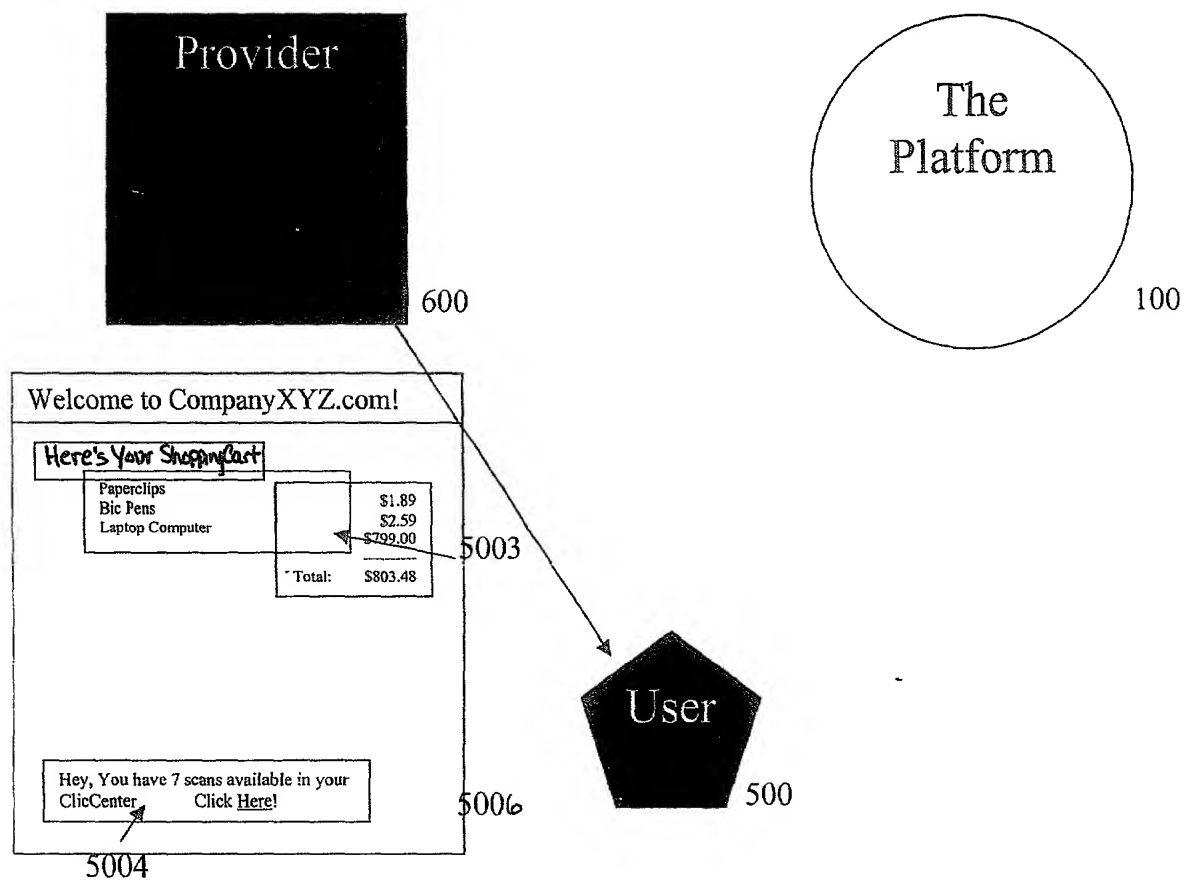 Provider
The
Platform
600
100
Welcome to CompanyXYZ.com!
Here's Your Shopping Cart
Paperclips
Bic Pens
Laptop Computer
$1.89
$2.59
$799.00
Total: $803.48
5003
User
500
Hey, You have 7 scans available in your
ClicCenter Click Here!
5006
5004